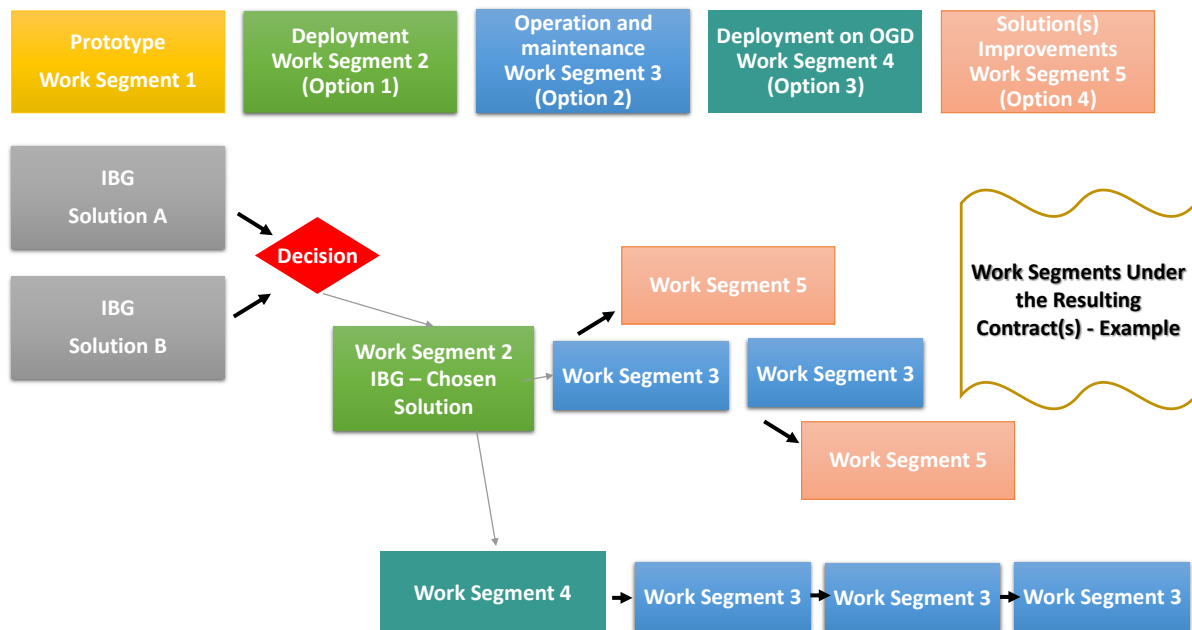 Prototype
Work Segment 1
Deployment
Work Segment 2
(Option 1)
Operation and
maintenance
Work Segment 3
(Option 2)
Deployment on OGD
Work Segment 4
(Option 3)
Solution(s)
Improvements
Work Segment 5
(Option 4)
IBG
Solution A
IBG
Solution B
Decision
Work Segment 2
IBG – Chosen
Solution
Work Segment 5
Work Segment 3
Work Segment 3
Work Segment 5
Work Segments Under
the Resulting
Contract(s) - Example
Work Segment 4
Work Segment 3
Work Segment 3
Work Segment 3